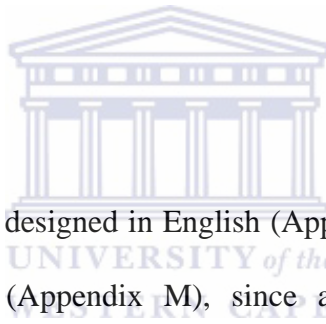 designed in English (App
UNIVERSITY of the
(Appendix M), since a
WESTERN CAPE